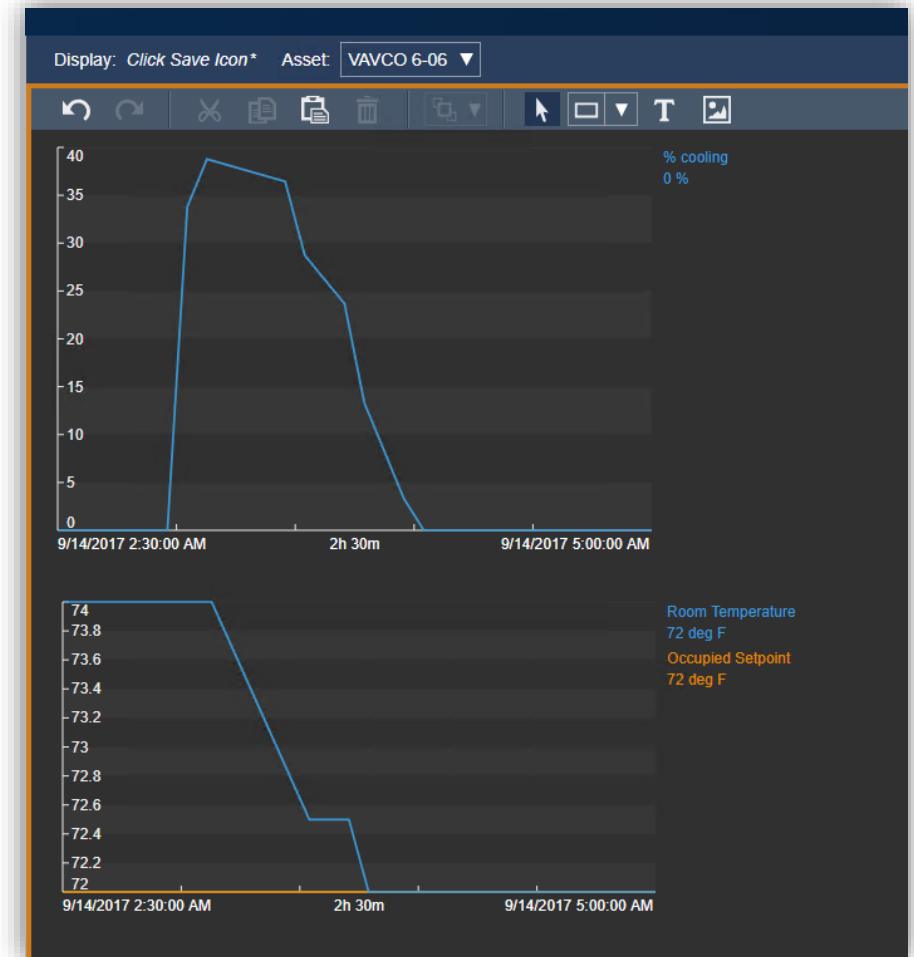 Display: Click Save Icon* Asset: VAVCO 6-06 ▼
T
40
35
30
25
20
15
10
5
0
% cooling
0 %
9/14/2017 2:30:00 AM 2h 30m 9/14/2017 5:00:00 AM
74
73.8
73.6
73.4
73.2
73
72.8
72.6
72.4
72.2
72
Room Temperature
72 deg F
Occupied Setpoint
72 deg F
9/14/2017 2:30:00 AM 2h 30m 9/14/2017 5:00:00 AM